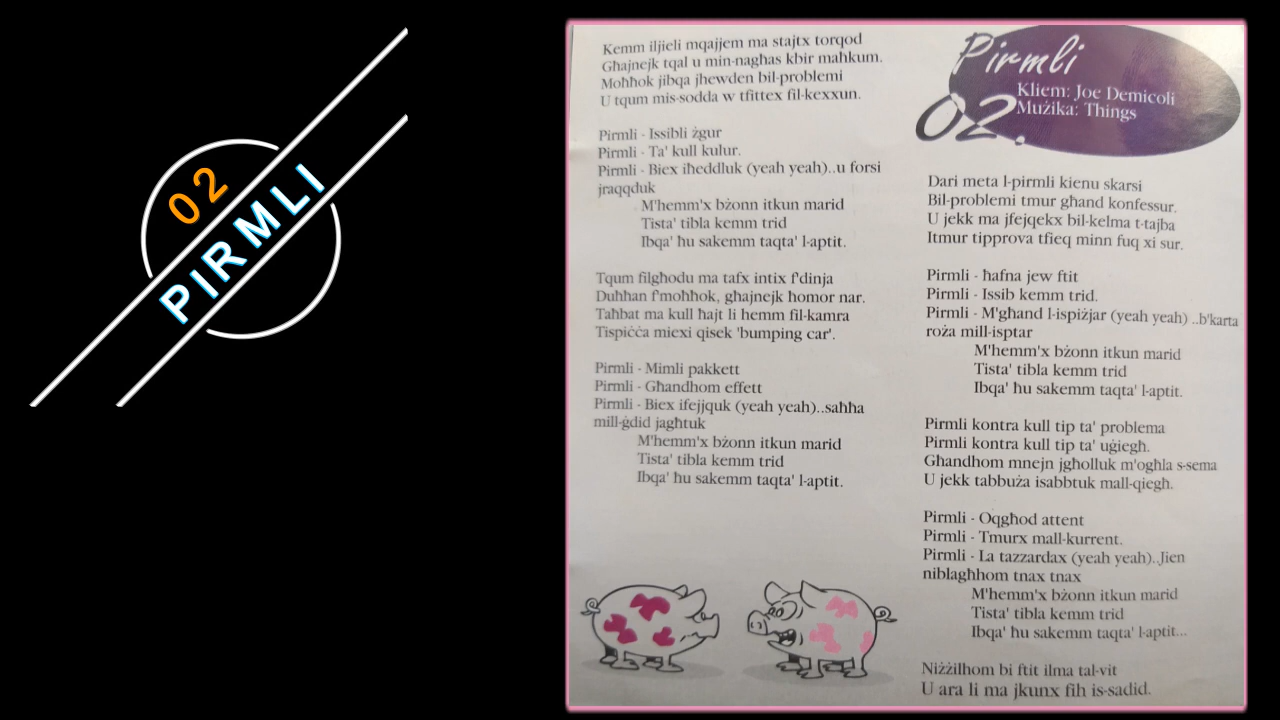 02
PIRMLI
Kemm iljieli mqajjem ma stajtx torqod
Għajnejk tqal u min-nagħas kbir maħkum.
Moħħok jibqa jhewden bil-problemi
U tqum mis-sodda w tfittex fil-kexxun.
Pirmli - Issibli żgur
Pirmli - Ta' kull kulur.
Pirmli - Biex iħeddluk (yeah yeah)..u forsi
jraqqduk
M'hemm'x bżonn itkun marid
Tista' tibla kemm trid
Ibqa' ħu sakemm taqta' l-aptit.
Tqum filgħodu ma tafx intix f'dinja
Duħħan f'moħħok, għajnejk ħomor nar.
Taħbat ma kull ħajt li hemm fil-kamra
Tispiċċa miexi qisek 'bumping car'.
Pirmli - Mimli pakkett
Pirmli - Għandhom effett
Pirmli - Biex ifejjquk (yeah yeah)..saħħa
mill-ġdid jagħtuk
M'hemm'x bżonn itkun marid
Tista' tibla kemm trid
Ibqa' ħu sakemm taqta' l-aptit.
Pirmli
Kliem: Joe Demicoli
Mużika: Things
02.
Dari meta l-pirmli kienu skarsi
Bil-problemi tmur għand konfessur.
U jekk ma jfejqekx bil-kelma t-tajba
Itmur tipprova tfieq minn fuq xi sur.
Pirmli - ħafna jew ftit
Pirmli - Issib kemm trid.
Pirmli - M'għand l-ispiżjar (yeah yeah) ..b'karta
roża mill-isptar
M'hemm'x bżonn itkun marid
Tista' tibla kemm trid
Ibqa' ħu sakemm taqta' l-aptit.
Pirmli kontra kull tip ta' problema
Pirmli kontra kull tip ta' uġiegħ.
Għandhom mnejn jgħolluk m'ogħla s-sema
U jekk tabbuża isabbtuk mall-qiegħ.
Pirmli - Oqgħod attent
Pirmli - Tmurx mall-kurrent.
Pirmli - La tazzardax (yeah yeah)..Jien
niblagħhom tnax tnax
M'hemm'x bżonn itkun marid
Tista' tibla kemm trid
Ibqa' ħu sakemm taqta' l-aptit...
Niżżilhom bi ftit ilma tal-vit
U ara li ma jkunx fih is-sadid.